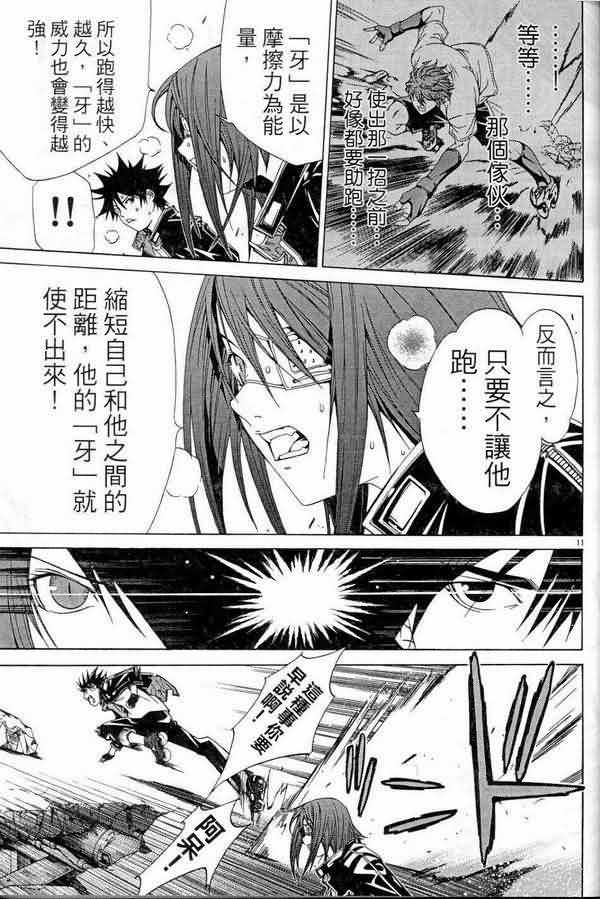 ………！
等等……
那個傢伙…
使出那一招之前…
好像都要助跑……
「牙」是以
摩擦力為能
量，
所以跑得越快、
越久，「牙」的
威力也會變得越
強！
！！
反而言之，
只要不讓他
跑……
縮短自己和他之間的
距離，他的「牙」就
使不出來！
11
這種事你要
早說啊！
阿呆！
ド